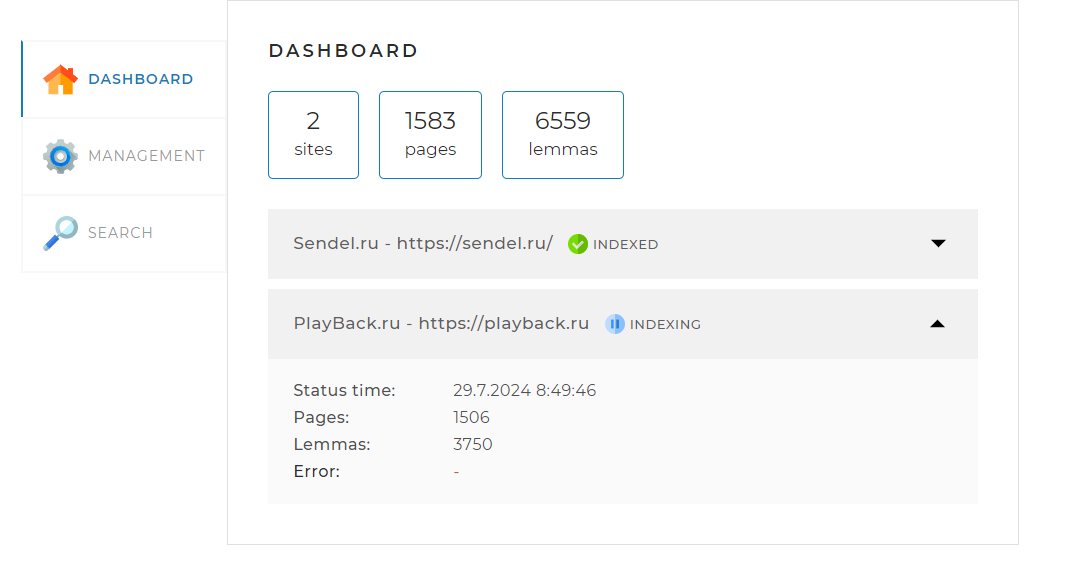 DASHBOARD
MANAGEMENT
SEARCH
DASHBOARD
2
sites
1583
pages
6559
lemmas
Sendel.ru - https://sendel.ru/ INDEXED
PlayBack.ru - https://playback.ru INDEXING
Status time: 29.7.2024 8:49:46
Pages: 1506
Lemmas: 3750
Error: -